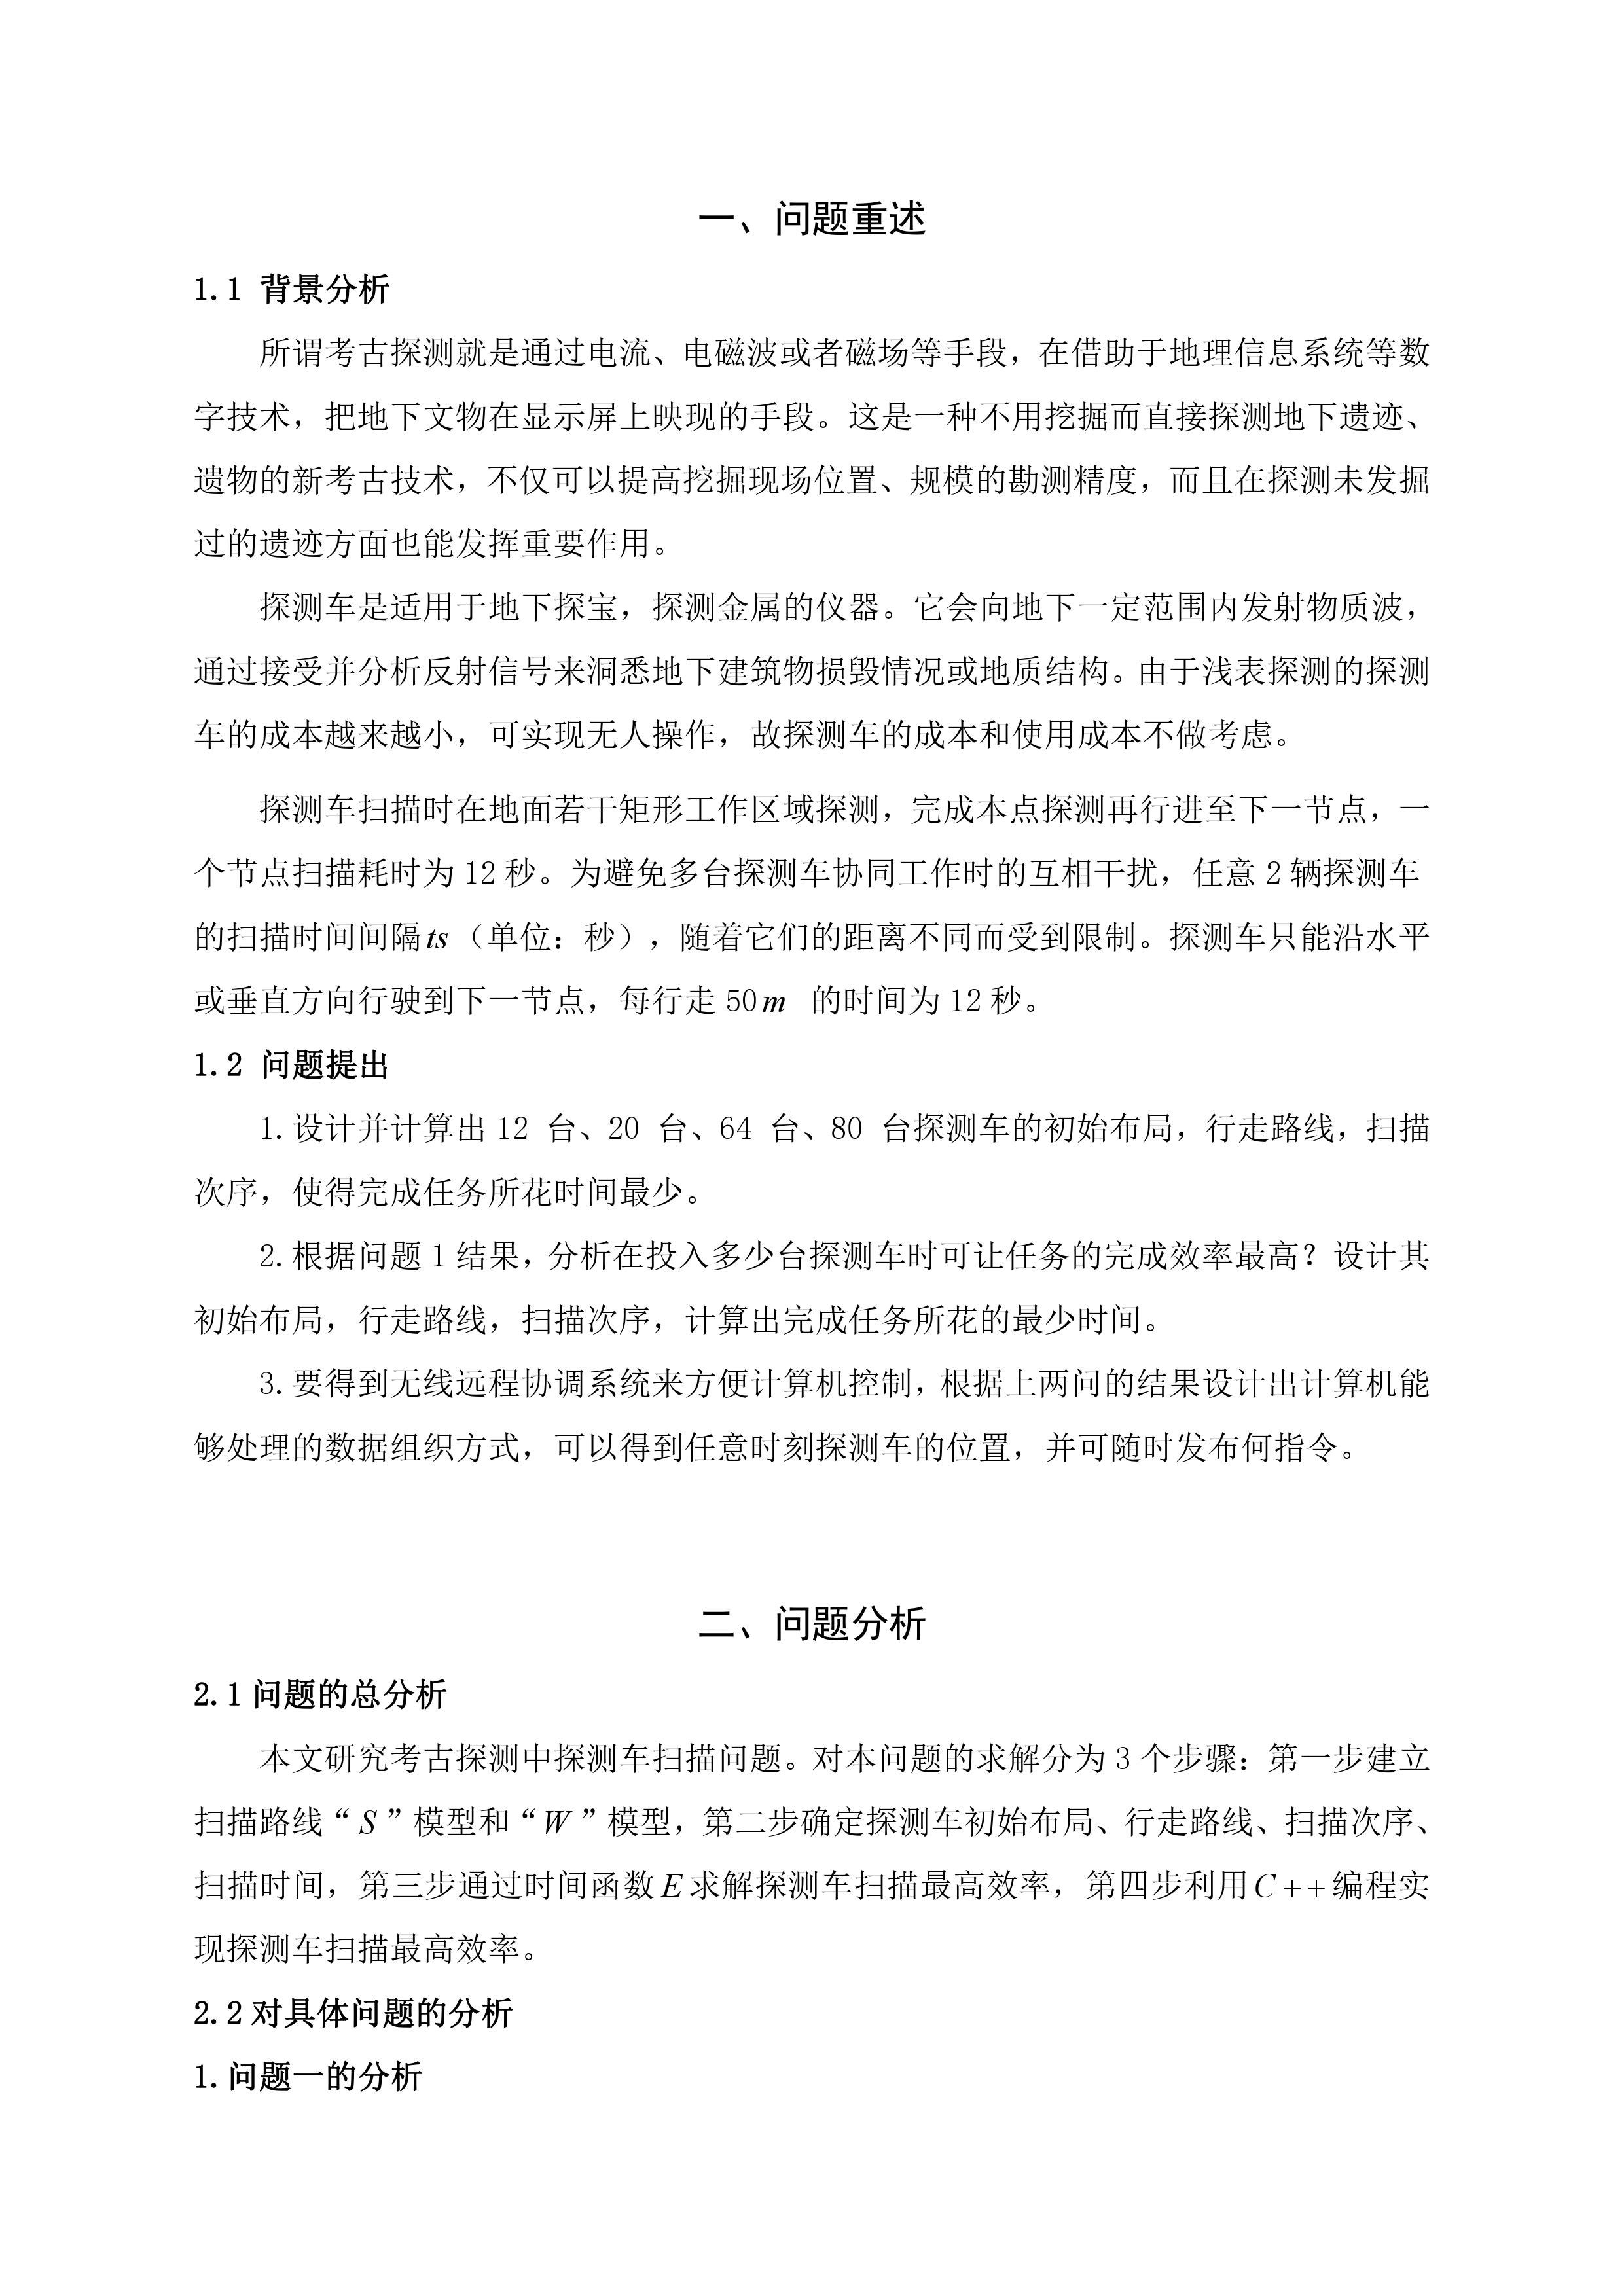 一、问题重述
1.1 背景分析
所谓考古探测就是通过电流、电磁波或者磁场等手段，在借助于地理信息系统等数
字技术，把地下文物在显示屏上映现的手段。这是一种不用挖掘而直接探测地下遗迹、
遗物的新考古技术，不仅可以提高挖掘现场位置、规模的勘测精度，而且在探测未发掘
过的遗迹方面也能发挥重要作用。
探测车是适用于地下探宝，探测金属的仪器。它会向地下一定范围内发射物质波，
通过接受并分析反射信号来洞悉地下建筑物损毁情况或地质结构。由于浅表探测的探测
车的成本越来越小，可实现无人操作，故探测车的成本和使用成本不做考虑。
探测车扫描时在地面若干矩形工作区域探测，完成本点探测再行进至下一节点，一
个节点扫描耗时为 12 秒。为避免多台探测车协同工作时的互相干扰，任意 2 辆探测车
的扫描时间间隔 ts（单位：秒），随着它们的距离不同而受到限制。探测车只能沿水平
或垂直方向行驶到下一节点，每行走 50m 的时间为 12 秒。
1.2 问题提出
1.设计并计算出 12 台、20 台、64 台、80 台探测车的初始布局，行走路线，扫描
次序，使得完成任务所花时间最少。
2.根据问题 1 结果，分析在投入多少台探测车时可让任务的完成效率最高？设计其
初始布局，行走路线，扫描次序，计算出完成任务所花的最少时间。
3.要得到无线远程协调系统来方便计算机控制，根据上两问的结果设计出计算机能
够处理的数据组织方式，可以得到任意时刻探测车的位置，并可随时发布何指令。
二、问题分析
2.1 问题的总分析
本文研究考古探测中探测车扫描问题。对本问题的求解分为 3 个步骤：第一步建立
扫描路线“S”模型和“W”模型，第二步确定探测车初始布局、行走路线、扫描次序、
扫描时间，第三步通过时间函数 E 求解探测车扫描最高效率，第四步利用 C++ 编程实
现探测车扫描最高效率。
2.2 对具体问题的分析
1.问题一的分析